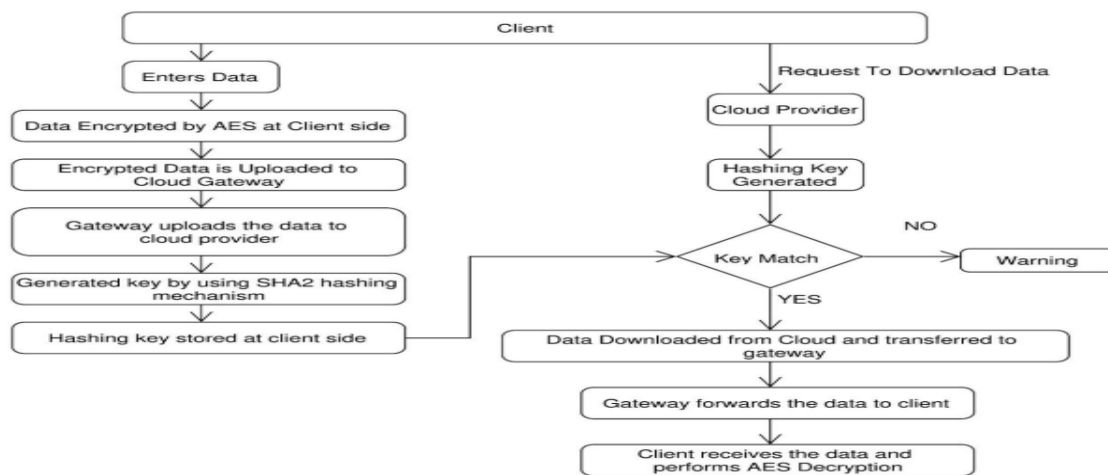 Client
Enters Data
Data Encrypted by AES at Client side
Encrypted Data is Uploaded to
Cloud Gateway
Gateway uploads the data to
cloud provider
Generated key by using SHA2 hashing
mechanism
Hashing key stored at client side
Request To Download Data
Cloud Provider
Hashing Key
Generated
Key Match
NO
Warning
YES
Data Downloaded from Cloud and transferred to
gateway
Gateway forwards the data to client
Client receives the data and
performs AES Decryption